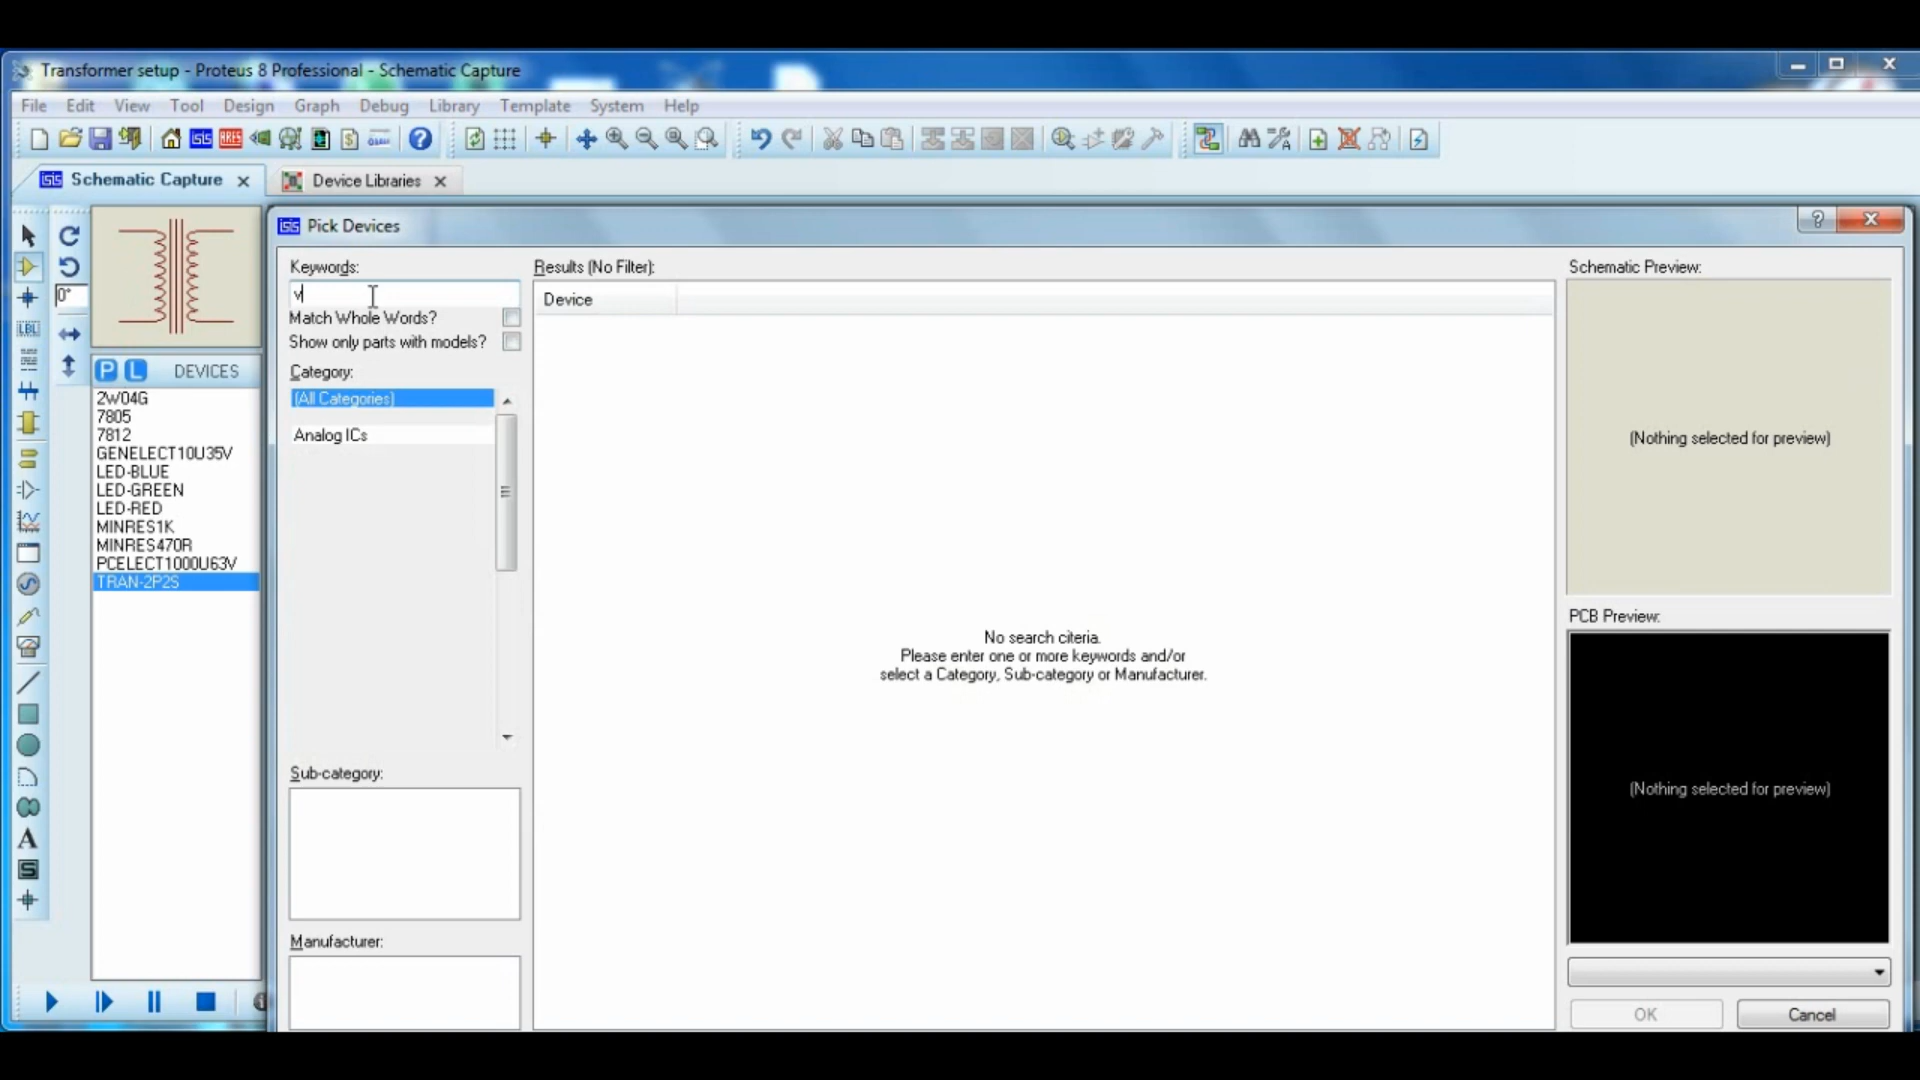 Transformer setup - Proteus 8 Professional - Schematic Capture
File Edit View Tool Design Graph Debug Library Template System Help
Schematic Capture
Device Libraries
Pick Devices
Keywords:
v
Match Whole Words?
Show only parts with models?
Category:
(All Categories)
Analog ICs
Sub-category:
Manufacturer:
Results (No Filter):
Device
No search citeria.
Please enter one or more keywords and/or
select a Category, Sub-category or Manufacturer.
Schematic Preview:
(Nothing selected for preview)
PCB Preview:
(Nothing selected for preview)
OK
Cancel
0°
LBL
P L DEVICES
2W04G
7805
7812
GENELECT10U35V
LED-BLUE
LED-GREEN
LED-RED
MINRES1K
MINRES470R
PCELECT1000U63V
TRAN-2P2S
A
S